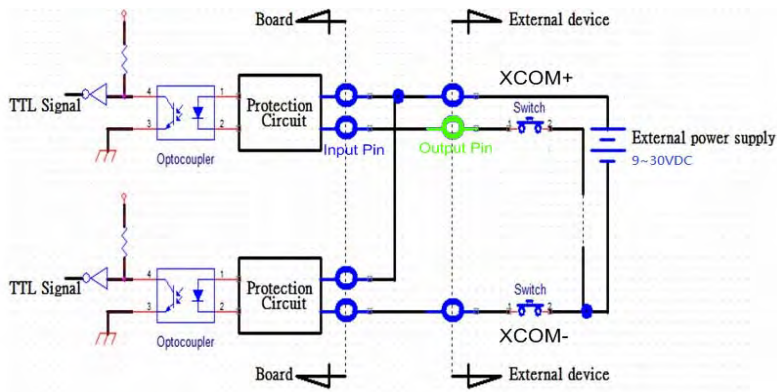 Board
External device
XCOM+
4
1
TTL Signal
Protection
Circuit
Switch
3
2
1
2
Input Pin
Output Pin
External power supply
Optocoupler
9~30VDC
4
1
TTL Signal
Protection
Circuit
Switch
3
2
1
2
Optocoupler
XCOM-
Board
External device